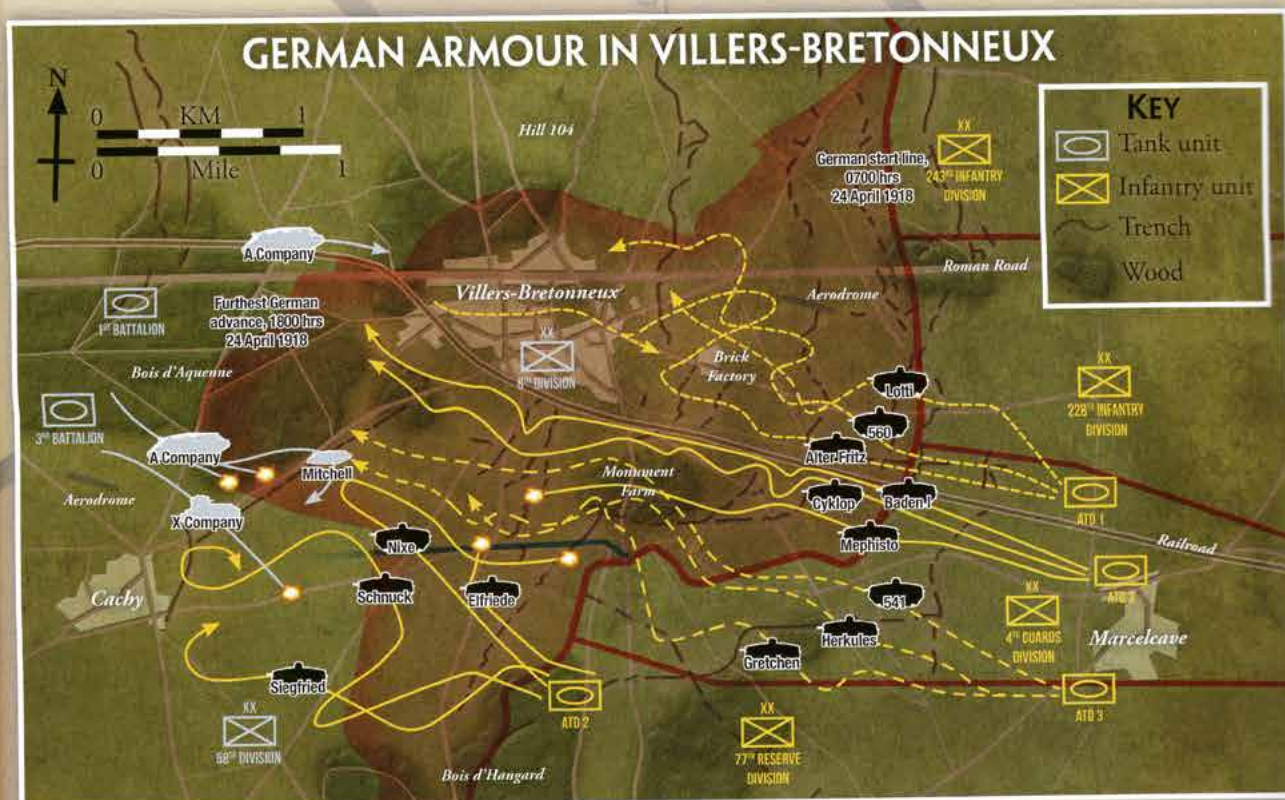 GERMAN ARMOUR IN VILLERS-BRETONNEUX
N
0 KM 1
0 Mile 1
KEY
Tank unit
Infantry unit
Trench
Wood
Hill 104
German start line,
0700 hrs
24 April 1918
XX
243RD INFANTRY
DIVISION
A Company
Roman Road
1ST BATTALION
Furthest German
advance, 1800 hrs
24 April 1918
Villers-Bretonneux
Aerodrome
XX
8TH DIVISION
Brick
Factory
Bois d'Aquenne
Lotti
XX
228TH INFANTRY
DIVISION
3RD BATTALION
560
Alter Fritz
A Company
Mitchell
Monument
Farm
Cyklop
Baden I
ATD 1
Aerodrome
X Company
Nixe
Mephisto
Railroad
Cachy
Schnuck
Elfriede
541
ATD
XX
4TH GUARDS
DIVISION
Marcelcave
Herkules
Gretchen
Siegfried
ATD 2
ATD 3
XX
58TH DIVISION
XX
77TH RESERVE
DIVISION
Bois d'Hangard